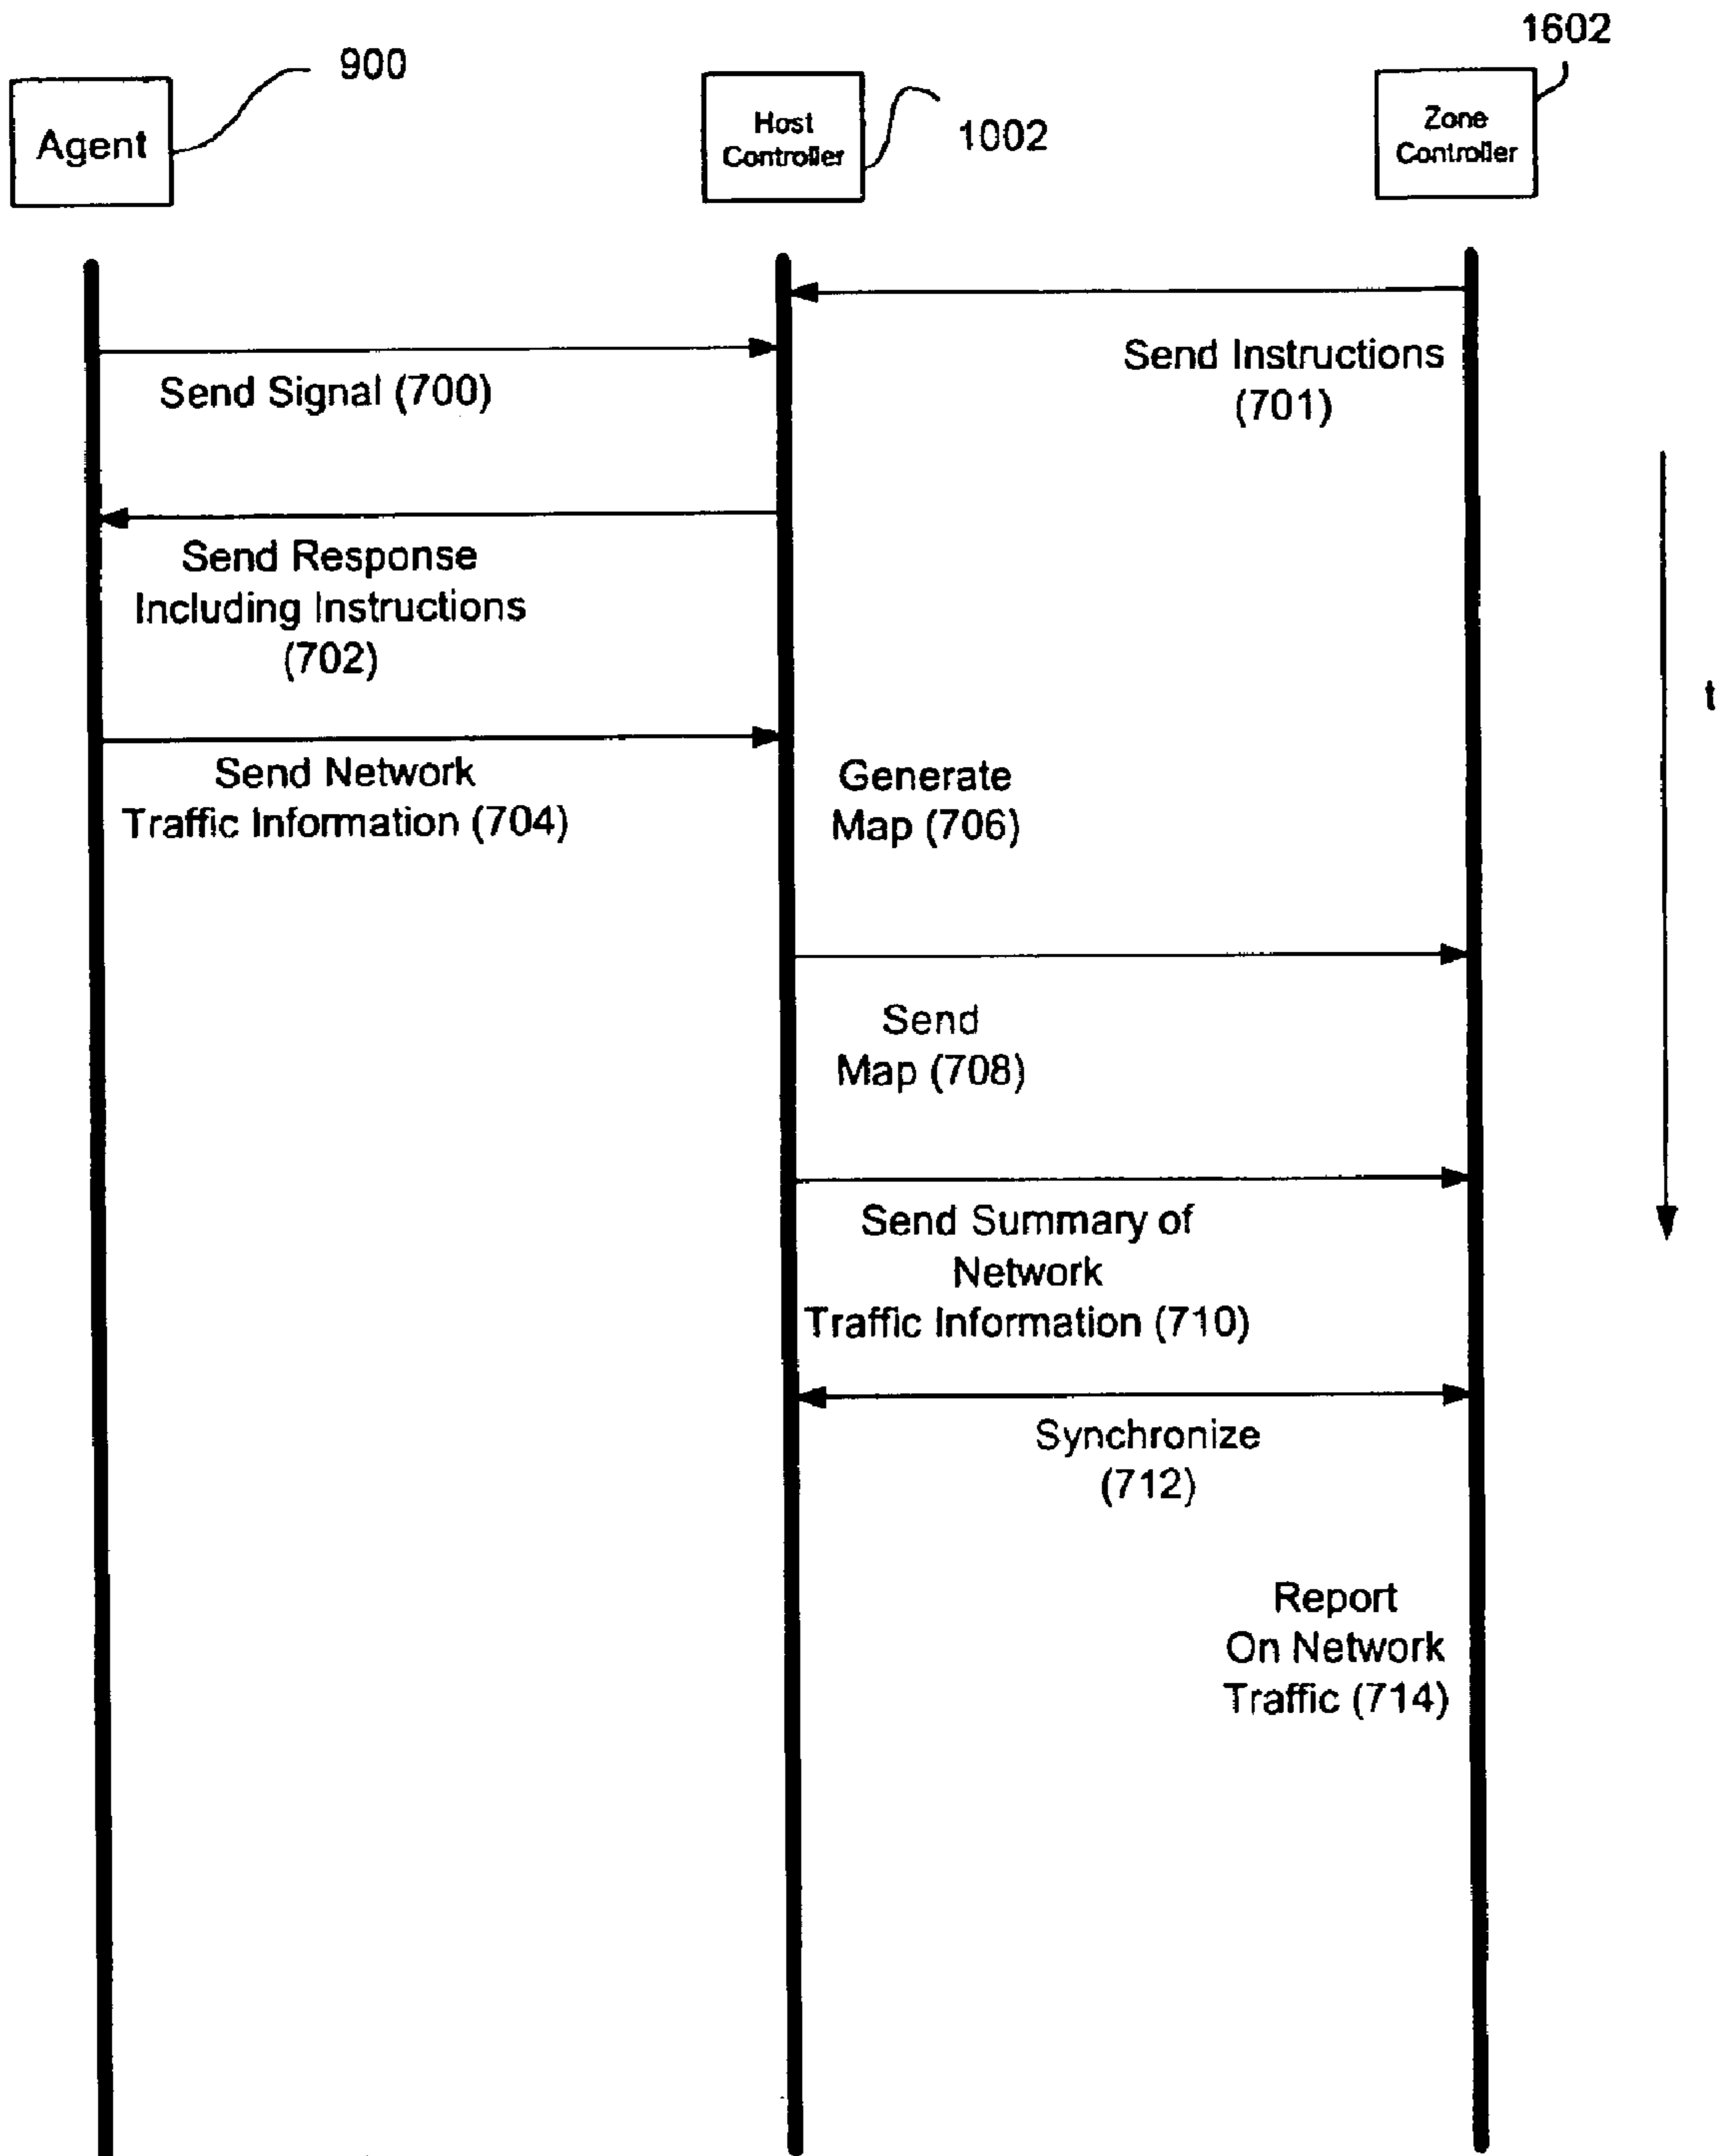 1602
900
Agent
Host
Controller
1002
Zone
Controller
Send Instructions
(701)
Send Signal (700)
Send Response
Including Instructions
(702)
t
Send Network
Traffic Information (704)
Generate
Map (706)
Send
Map (708)
Send Summary of
Network
Traffic Information (710)
Synchronize
(712)
Report
On Network
Traffic (714)